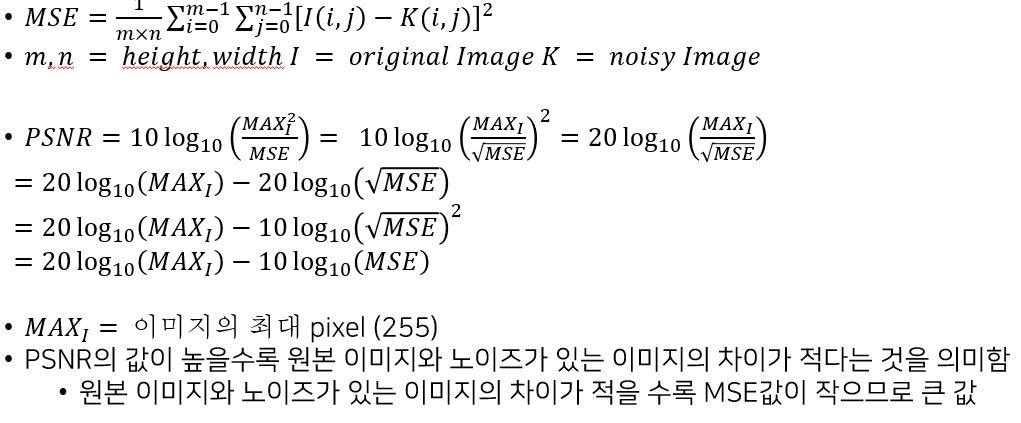 • MSE = \frac{1}{m×n} \sum_{i=0}^{m-1} \sum_{j=0}^{n-1} [I(i,j) − K(i,j)]^2
• m,n = height,width I = original Image K = noisy Image
• PSNR = 10 log_{10} (\frac{MAX_I^2}{MSE}) = 10 log_{10} (\frac{MAX_I}{\sqrt{MSE}})^2 = 20 log_{10} (\frac{MAX_I}{\sqrt{MSE}})
= 20 log_{10}(MAX_I) − 20 log_{10}(\sqrt{MSE})
= 20 log_{10}(MAX_I) − 10 log_{10}(\sqrt{MSE})^2
= 20 log_{10}(MAX_I) − 10 log_{10}(MSE)
• MAX_I = 이미지의 최대 pixel (255)
• PSNR의 값이 높을수록 원본 이미지와 노이즈가 있는 이미지의 차이가 적다는 것을 의미함
• 원본 이미지와 노이즈가 있는 이미지의 차이가 적을 수록 MSE값이 작으므로 큰 값